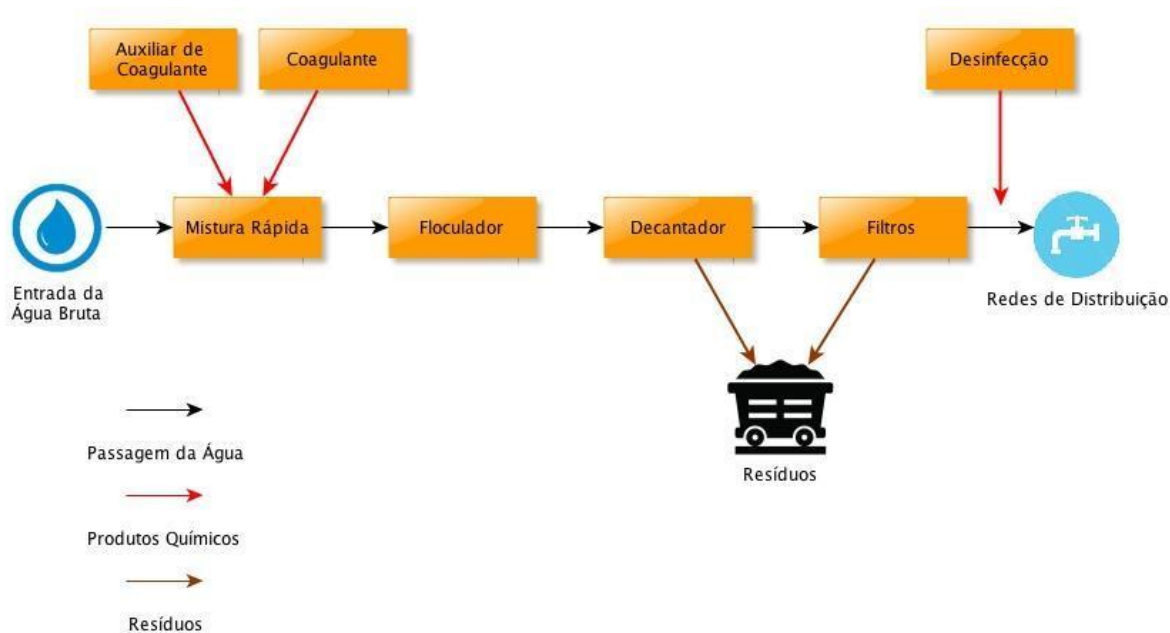 Auxiliar de
Coagulante
Coagulante
Desinfecção
Mistura Rápida
Floculador
Decantador
Filtros
Entrada da
Água Bruta
Redes de Distribuição
Resíduos
Passagem da Água
Produtos Químicos
Resíduos